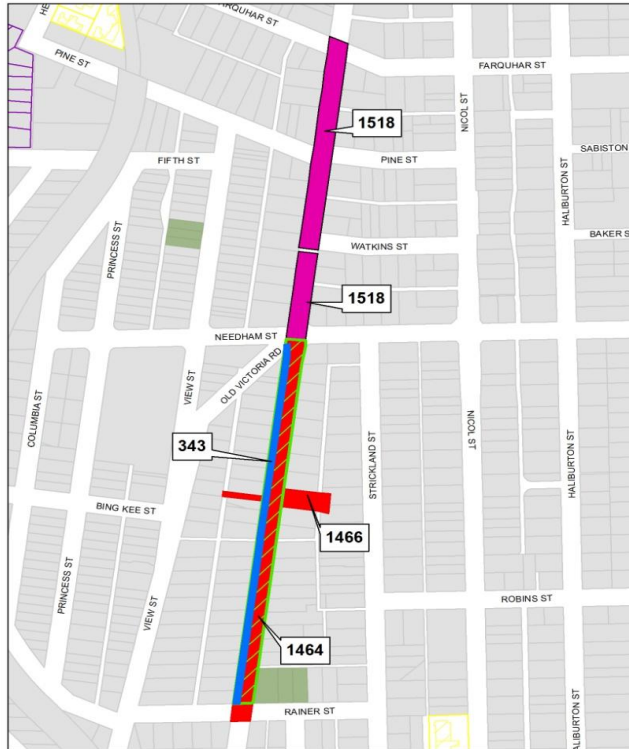 PINE ST
FARQUHAR ST
1518
NICOL ST
FIFTH ST
PINE ST
SABISTON
HALIBURTON ST
PRINCESS ST
WATKINS ST
BAKER S
1518
NEEDHAM ST
OLD VICTORIA RD
VIEW ST
COLUMBIA ST
343
STRICKLAND ST
NICOL ST
HALIBURTON ST
BING KEE ST
1466
PRINCESS ST
VIEW ST
ROBINS ST
1464
RAINER ST
HALIBURTON ST